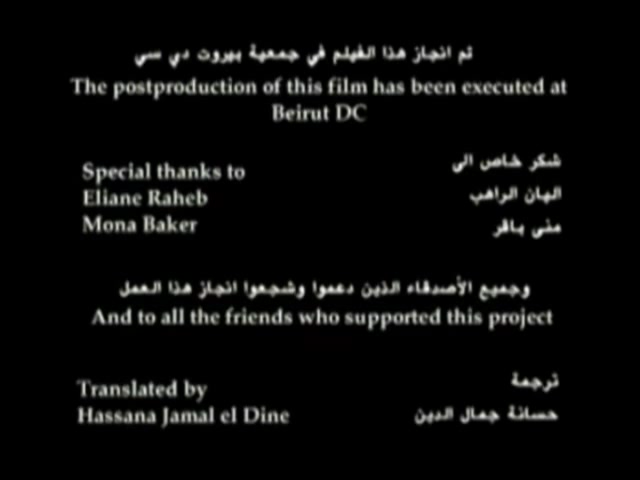 تم انجاز هذا الفيلم في جمعية بيروت دي سي
The postproduction of this film has been executed at
Beirut DC
Special thanks to
Eliane Raheb
Mona Baker
شكر خاص الى
اليان الراهب
منى باقر
وجميع الأصدقاء الذين دعموا وشجعوا انجاز هذا العمل
And to all the friends who supported this project
Translated by
Hassana Jamal el Dine
ترجمة
حسانة جمال الدين